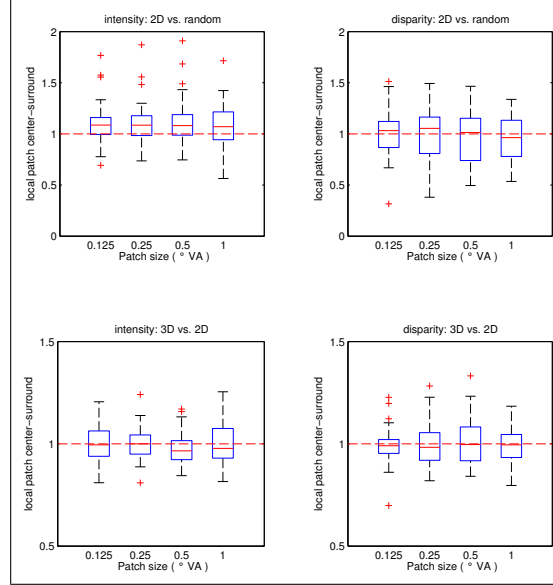 intensity: 2D vs. random
2
1.5
1
0.5
0
local patch center−surround
0.125 0.25 0.5 1
Patch size ( ° VA )
disparity: 2D vs. random
2
1.5
1
0.5
0
local patch center−surround
0.125 0.25 0.5 1
Patch size ( ° VA )
intensity: 3D vs. 2D
1.5
1
0.5
local patch center−surround
0.125 0.25 0.5 1
Patch size ( ° VA )
disparity: 3D vs. 2D
1.5
1
0.5
local patch center−surround
0.125 0.25 0.5 1
Patch size ( ° VA )